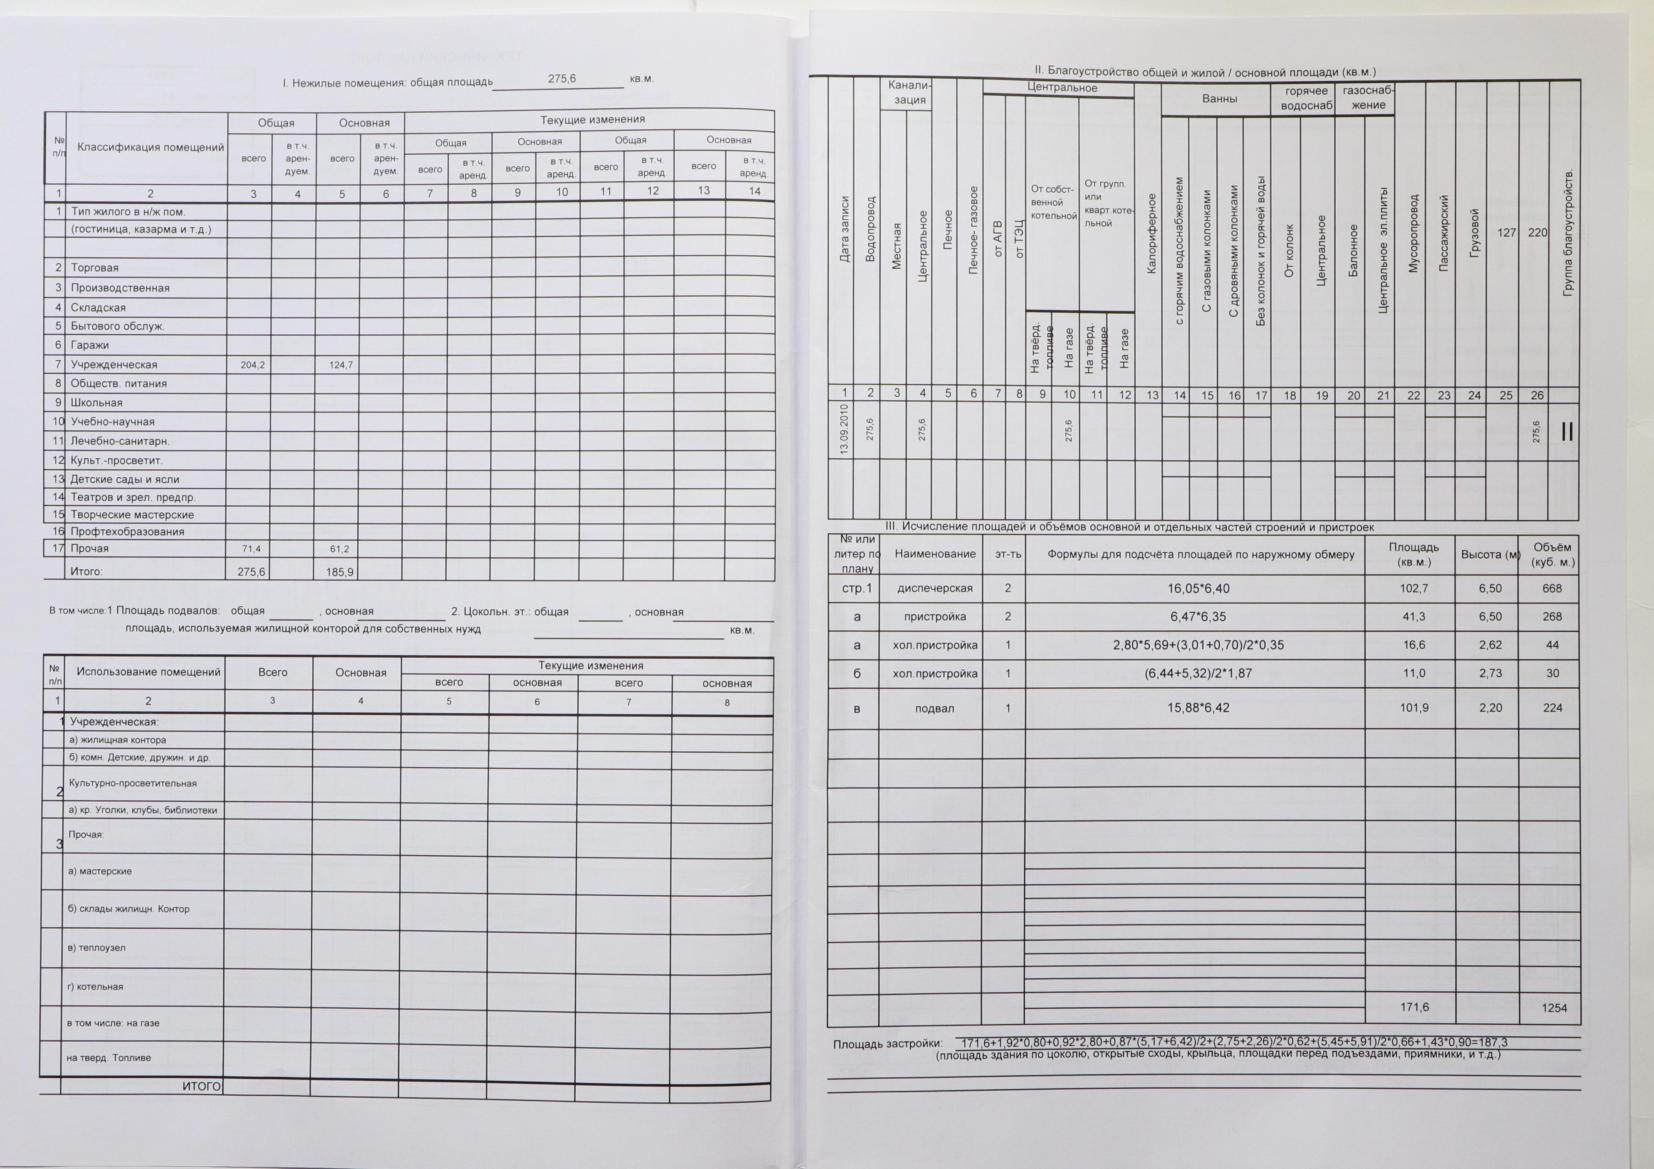 I. Нежилые помещения: общая площадь 275,6 кв.м.
№ п/п
Классификация помещений
Общая
Основная
Текущие изменения
всего
в т.ч. арен- дуем.
всего
в т.ч. арен- дуем.
Общая
Основная
Общая
Основная
всего
в т.ч. аренд.
всего
в т.ч. аренд.
всего
в т.ч. аренд.
всего
в т.ч. аренд.
1 2 3 4 5 6 7 8 9 10 11 12 13 14
1 Тип жилого в н/ж пом.
(гостиница, казарма и т.д.)
2 Торговая
3 Производственная
4 Складская
5 Бытового обслуж.
6 Гаражи
7 Учрежденческая 204,2 124,7
8 Обществ. питания
9 Школьная
10 Учебно-научная
11 Лечебно-санитарн.
12 Культ.-просветит.
13 Детские сады и ясли
14 Театров и зрел. предпр.
15 Творческие мастерские
16 Профтехобразования
17 Прочая 71,4 61,2
Итого: 275,6 185,9
В том числе:1 Площадь подвалов: общая , основная 2. Цокольн. эт.: общая , основная
площадь, используемая жилищной конторой для собственных нужд кв.м.
№ п/п
Использование помещений
Всего
Основная
Текущие изменения
всего
основная
всего
основная
1 2 3 4 5 6 7 8
1 Учрежденческая:
а) жилищная контора
б) комн. Детские, дружин. и др.
2 Культурно-просветительная
а) кр. Уголки, клубы, библиотеки
3 Прочая:
а) мастерские
б) склады жилищн. Контор
в) теплоузел
г) котельная
в том числе: на газе
на тверд. Топливе
ИТОГО
II. Благоустройство общей и жилой / основной площади (кв.м.)
Дата записи
Водопровод
Канали- зация
Местная
Центральное
Печное
Печное- газовое
Центральное
от АГВ
от ТЭЦ
От собст- венной котельной
На твёрд. топливе
На газе
От групп. или кварт.коте- льной
На твёрд. топливе
На газе
Калориферное
Ванны
с горячим водоснабжением
С газовыми колонками
С дровяными колонками
Без колонок и горячей воды
горячее водоснаб
От колонк
Центральное
газоснаб- жение
Балонное
Центральное эл.плиты
Мусоропровод
Пассажирский
Грузовой
127
220
Группа благоустройств.
1 2 3 4 5 6 7 8 9 10 11 12 13 14 15 16 17 18 19 20 21 22 23 24 25 26
13.09.2010 275,6 275,6 275,6 275,6 II
III. Исчисление площадей и объёмов основной и отдельных частей строений и пристроек
№ или литер по плану
Наименование
эт-ть
Формулы для подсчёта площадей по наружному обмеру
Площадь (кв.м.)
Высота (м)
Объём (куб. м.)
стр.1 диспечерская 2 16,05*6,40 102,7 6,50 668
а пристройка 2 6,47*6,35 41,3 6,50 268
а хол.пристройка 1 2,80*5,69+(3,01+0,70)/2*0,35 16,6 2,62 44
б хол.пристройка 1 (6,44+5,32)/2*1,87 11,0 2,73 30
в подвал 1 15,88*6,42 101,9 2,20 224
171,6 1254
Площадь застройки: 171,6+1,92*0,80+0,92*2,80+0,87*(5,17+6,42)/2+(2,75+2,26)/2*0,62+(5,45+5,91)/2*0,66+1,43*0,90=187,3
(площадь здания по цоколю, открытые сходы, крыльца, площадки перед подъездами, приямники, и т.д.)